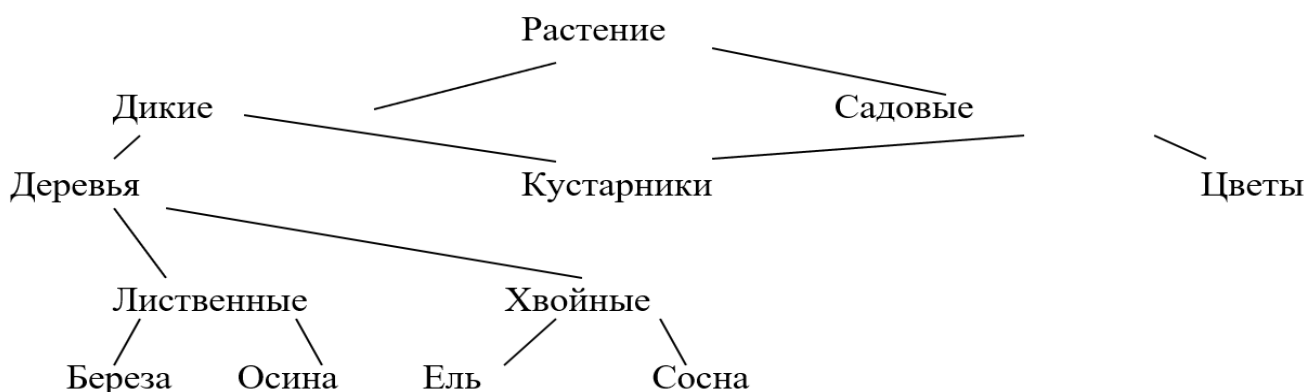 Растение
Дикие Садовые
Деревья Кустарники Цветы
Лиственные Хвойные
Береза Осина Ель Сосна